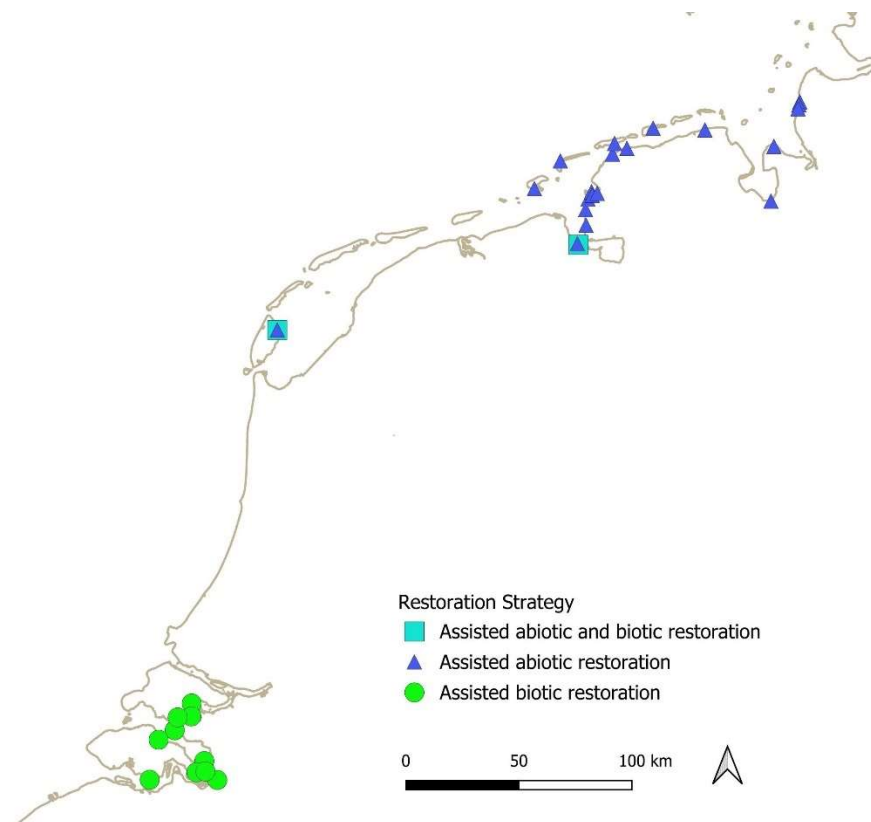 Restoration Strategy
Assisted abiotic and biotic restoration
Assisted abiotic restoration
Assisted biotic restoration
0 50 100 km